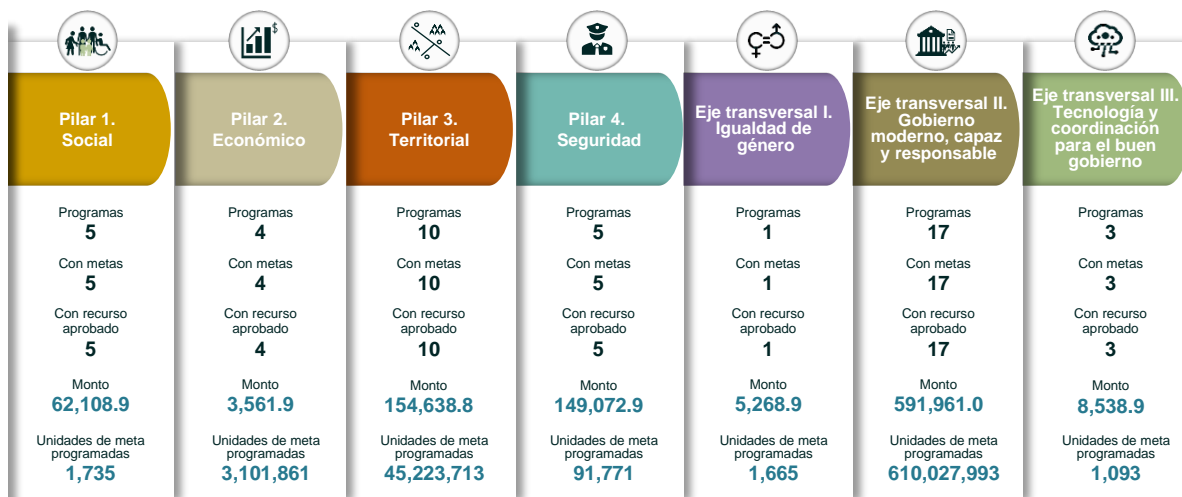 Pilar 1.
Social
Programas
5
Con metas
5
Con recurso
aprobado
5
Monto
62,108.9
Unidades de meta
programadas
1,735
$
Pilar 2.
Económico
Programas
4
Con metas
4
Con recurso
aprobado
4
Monto
3,561.9
Unidades de meta
programadas
3,101,861
Pilar 3.
Territorial
Programas
10
Con metas
10
Con recurso
aprobado
10
Monto
154,638.8
Unidades de meta
programadas
45,223,713
Pilar 4.
Seguridad
Programas
5
Con metas
5
Con recurso
aprobado
5
Monto
149,072.9
Unidades de meta
programadas
91,771
Eje transversal I.
Igualdad de
género
Programas
1
Con metas
1
Con recurso
aprobado
1
Monto
5,268.9
Unidades de meta
programadas
1,665
Eje transversal II.
Gobierno
moderno, capaz
y responsable
Programas
17
Con metas
17
Con recurso
aprobado
17
Monto
591,961.0
Unidades de meta
programadas
610,027,993
Eje transversal III.
Tecnología y
coordinación
para el buen
gobierno
Programas
3
Con metas
3
Con recurso
aprobado
3
Monto
8,538.9
Unidades de meta
programadas
1,093